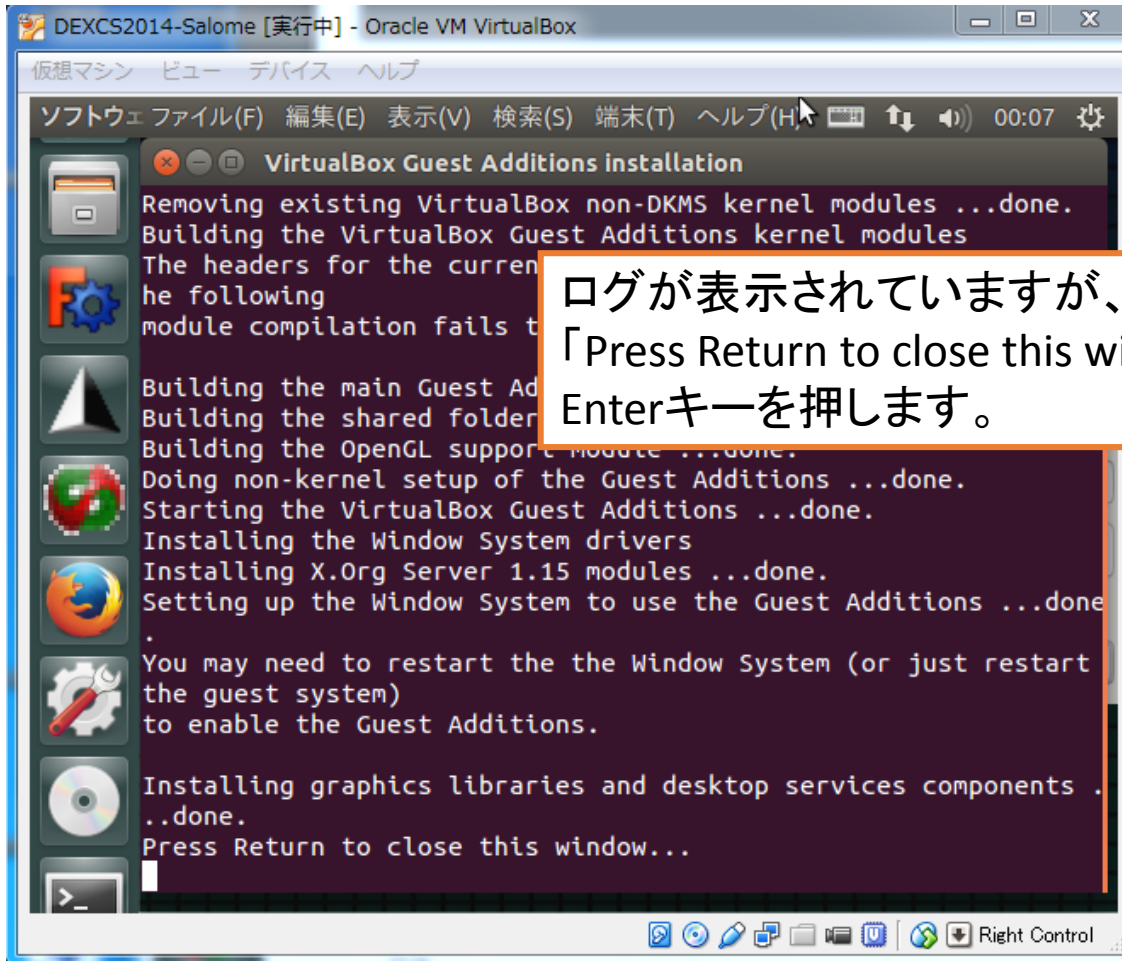 DEXCS2014-Salome [実行中] - Oracle VM VirtualBox
仮想マシン ビュー デバイス ヘルプ
ソフトウェ ファイル(F) 編集(E) 表示(V) 検索(S) 端末(T) ヘルプ(H) 00:07
VirtualBox Guest Additions installation
Removing existing VirtualBox non-DKMS kernel modules ...done.
Building the VirtualBox Guest Additions kernel modules
The headers for the curren
he following
module compilation fails t
ログが表示されていますが、
「Press Return to close this wi
Enterキーを押します。
Building the main Guest Ad
Building the shared folder
Building the OpenGL support module ...done.
Doing non-kernel setup of the Guest Additions ...done.
Starting the VirtualBox Guest Additions ...done.
Installing the Window System drivers
Installing X.Org Server 1.15 modules ...done.
Setting up the Window System to use the Guest Additions ...done
.
You may need to restart the the Window System (or just restart
the guest system)
to enable the Guest Additions.
Installing graphics libraries and desktop services components .
..done.
Press Return to close this window...
>_
Right Control